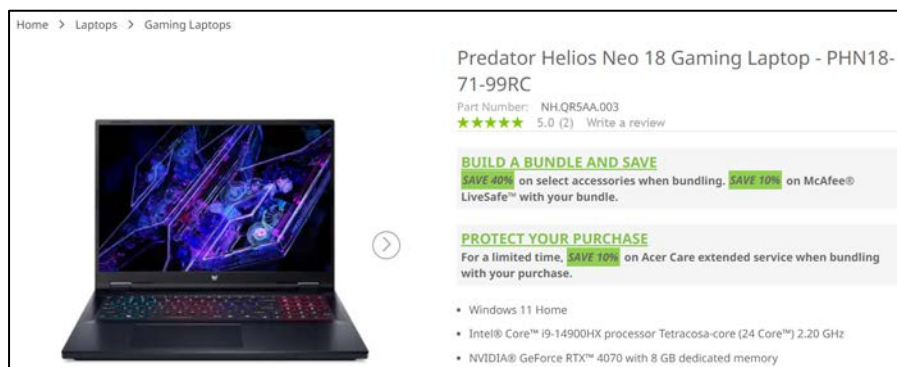 Home > Laptops > Gaming Laptops
Predator Helios Neo 18 Gaming Laptop - PHN18-
71-99RC
Part Number: NH.QR5AA.003
★★★★★ 5.0 (2) Write a review
BUILD A BUNDLE AND SAVE
SAVE 40% on select accessories when bundling. SAVE 10% on McAfee®
LiveSafe™ with your bundle.
PROTECT YOUR PURCHASE
For a limited time, SAVE 10% on Acer Care extended service when bundling
with your purchase.
• Windows 11 Home
• Intel® Core™ i9-14900HX processor Tetracosa-core (24 Core™) 2.20 GHz
• NVIDIA® GeForce RTX™ 4070 with 8 GB dedicated memory